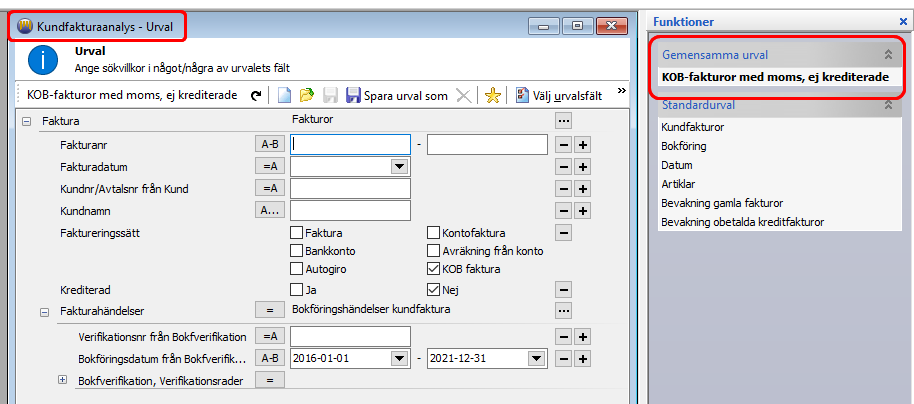 Kundfakturaanalys - Urval
Urval
Ange sökvillkor i något/några av urvalets fält
KOB-fakturor med moms, ej krediterade Spara urval som Välj urvalsfält »
Faktura Fakturor ...
Fakturanr A-B -
Fakturadatum =A
Kundnr/Avtalsnr från Kund =A
Kundnamn A...
Faktureringssätt Faktura Kontofaktura
Bankkonto Avräkning från konto
Autogiro KOB faktura
Krediterad Ja Nej
Fakturahändelser = Bokföringshändelser kundfaktura ...
Verifikationsnr från Bokfverifikation =A
Bokföringsdatum från Bokfverifik... A-B 2016-01-01 - 2021-12-31
Bokfverifikation, Verifikationsrader =
Funktioner
Gemensamma urval
KOB-fakturor med moms, ej krediterade
Standardurval
Kundfakturor
Bokföring
Datum
Artiklar
Bevakning gamla fakturor
Bevakning obetalda kreditfakturor